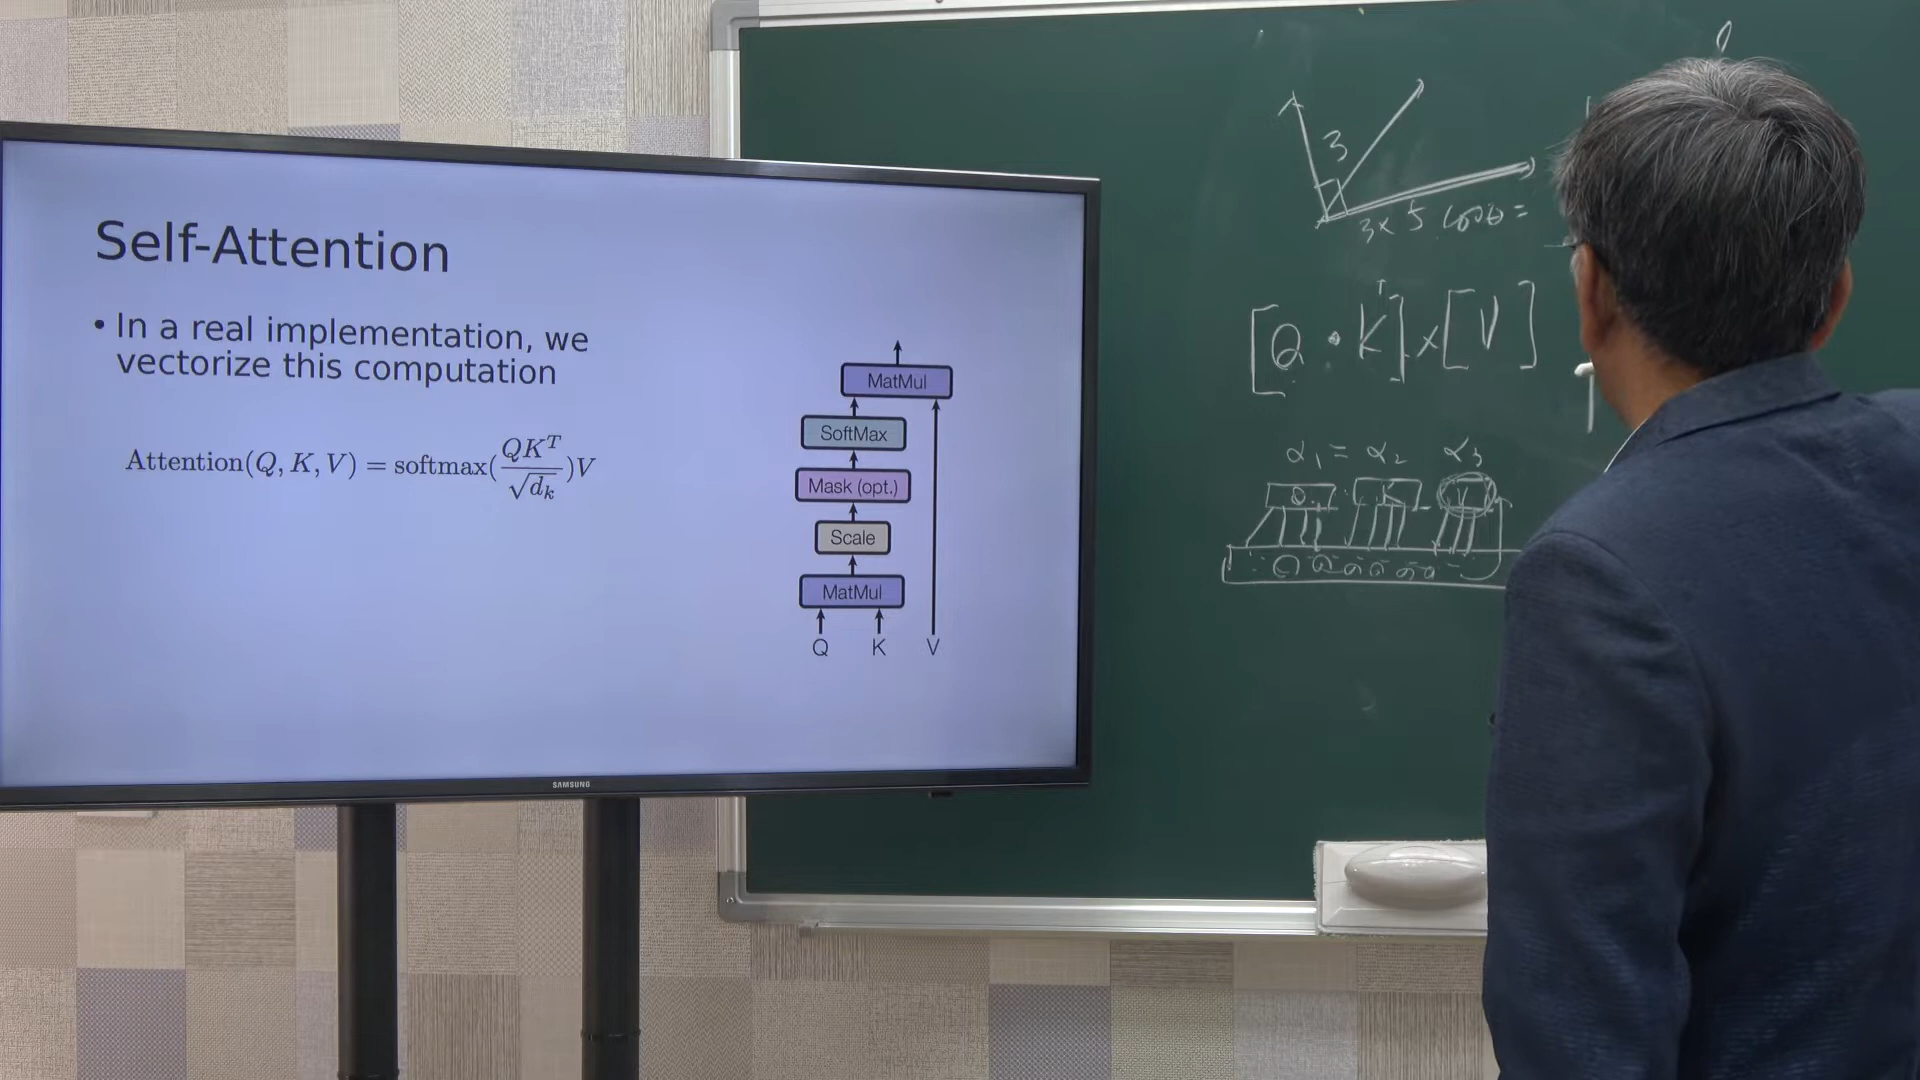 Self-Attention
• In a real implementation, we
vectorize this computation
Attention(Q, K, V) = softmax(QK^T/√d_k)V
MatMul
SoftMax
Mask (opt.)
Scale
MatMul
Q K V
SAMSUNG
3
3 x 5 cosθ =
[Q · K^T] x [V]
α1 = α2 α3
Q K V